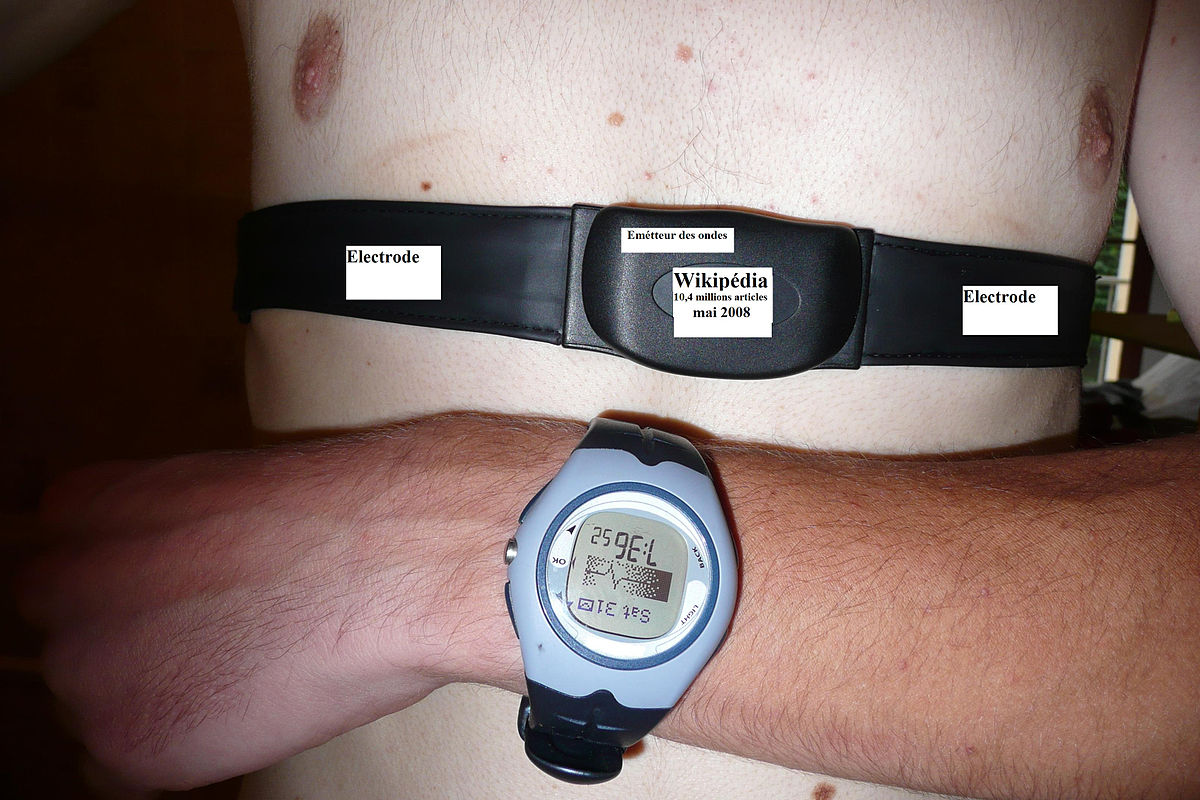 Emétteur des ondes
Electrode
Wikipédia
10,4 millions articles
mai 2008
Electrode
BACK
OK
LIGHT
Sat 31